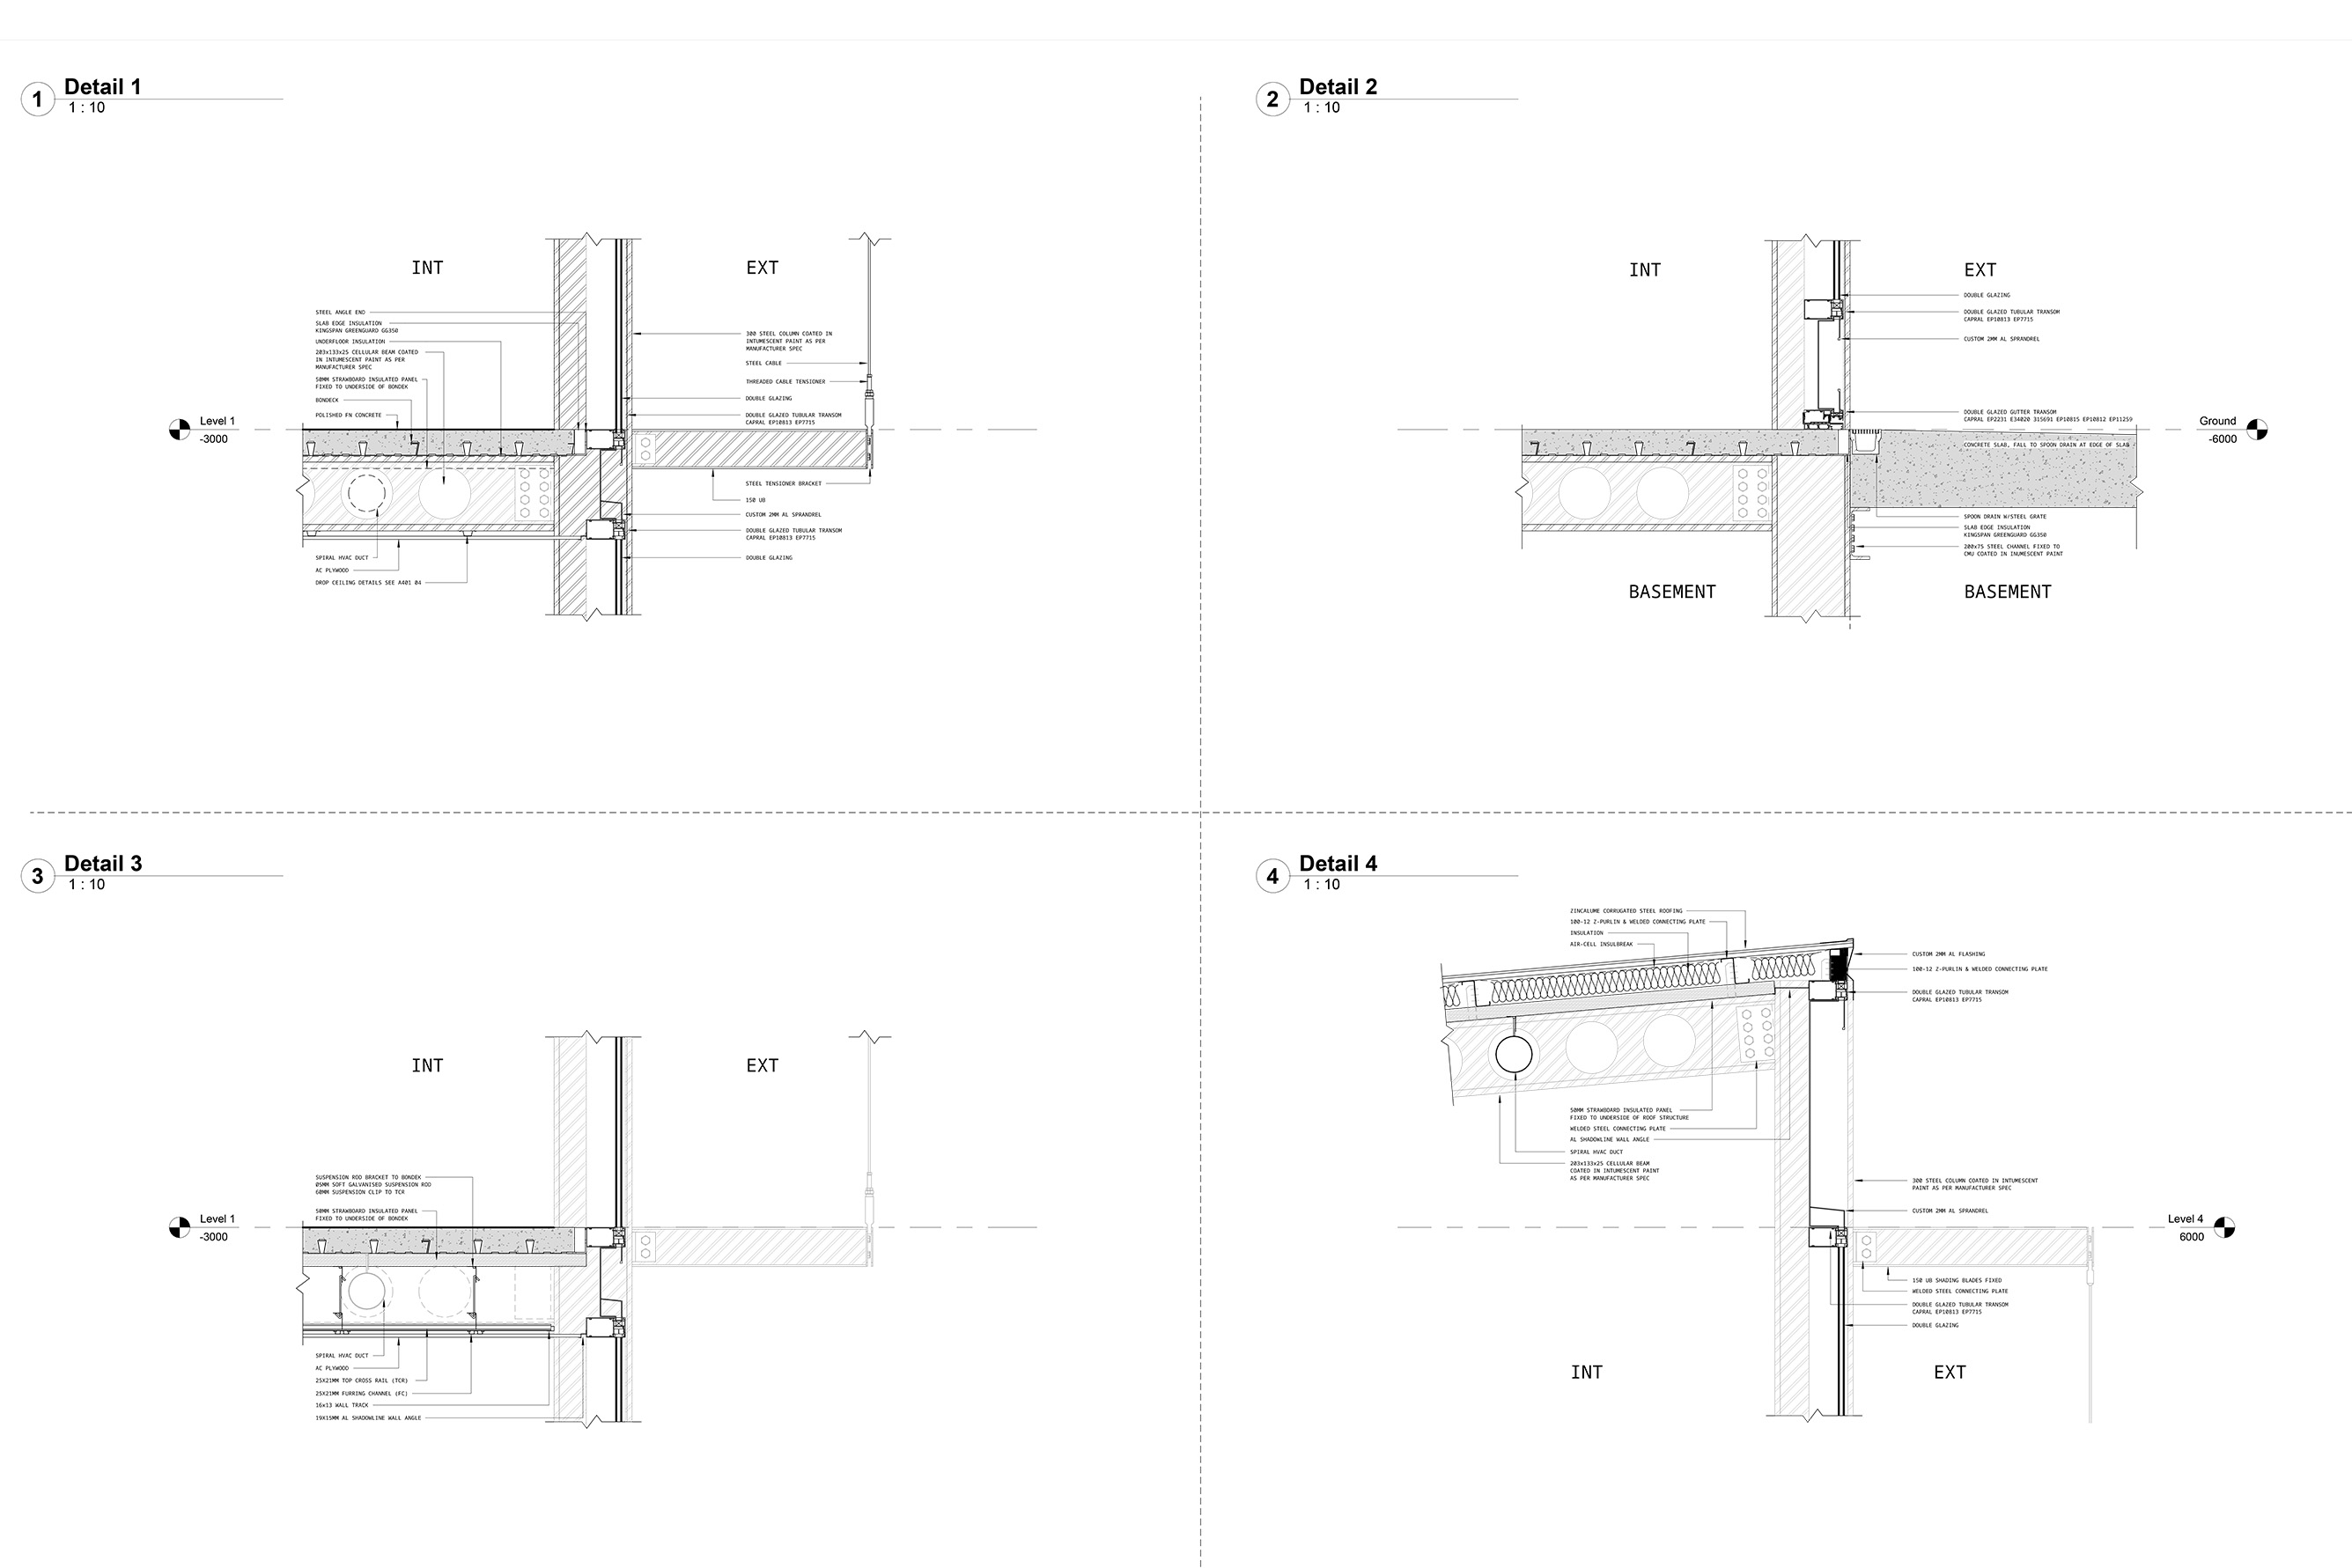 1
Detail 1
1 : 10
INT
EXT
STEEL ANGLE END
SLAB EDGE INSULATION
KINGSPAN GREENGUARD GG350
UNDERFLOOR INSULATION
203x133x25 CELLULAR BEAM COATED
IN INTUMESCENT PAINT AS PER
MANUFACTURER SPEC
50MM STRAWBOARD INSULATED PANEL
FIXED TO UNDERSIDE OF BONDEK
BONDECK
POLISHED FN CONCRETE
Level 1
-3000
SPIRAL HVAC DUCT
AC PLYWOOD
DROP CEILING DETAILS SEE A401 04
300 STEEL COLUMN COATED IN
INTUMESCENT PAINT AS PER
MANUFACTURER SPEC
STEEL CABLE
THREADED CABLE TENSIONER
DOUBLE GLAZING
DOUBLE GLAZED TUBULAR TRANSOM
CAPRAL EP10813 EP7715
STEEL TENSIONER BRACKET
150 UB
CUSTOM 2MM AL SPRANDREL
DOUBLE GLAZED TUBULAR TRANSOM
CAPRAL EP10813 EP7715
DOUBLE GLAZING
2
Detail 2
1 : 10
INT
EXT
DOUBLE GLAZING
DOUBLE GLAZED TUBULAR TRANSOM
CAPRAL EP10813 EP7715
CUSTOM 2MM AL SPRANDREL
DOUBLE GLAZED GUTTER TRANSOM
CAPRAL EP2231 E34020 315691 EP10815 EP10812 EP11259
Ground
-6000
CONCRETE SLAB, FALL TO SPOON DRAIN AT EDGE OF SLAB
SPOON DRAIN W/STEEL GRATE
SLAB EDGE INSULATION
KINGSPAN GREENGUARD GG350
200x75 STEEL CHANNEL FIXED TO
CMU COATED IN INUMESCENT PAINT
BASEMENT
BASEMENT
3
Detail 3
1 : 10
INT
EXT
SUSPENSION ROD BRACKET TO BONDEK
Ø5MM SOFT GALVANISED SUSPENSION ROD
60MM SUSPENSION CLIP TO TCR
50MM STRAWBOARD INSULATED PANEL
FIXED TO UNDERSIDE OF BONDEK
Level 1
-3000
SPIRAL HVAC DUCT
AC PLYWOOD
25X21MM TOP CROSS RAIL (TCR)
25X21MM FURRING CHANNEL (FC)
16x13 WALL TRACK
19X15MM AL SHADOWLINE WALL ANGLE
4
Detail 4
1 : 10
ZINCALUME CORRUGATED STEEL ROOFING
100-12 Z-PURLIN & WELDED CONNECTING PLATE
INSULATION
AIR-CELL INSULBREAK
CUSTOM 2MM AL FLASHING
100-12 Z-PURLIN & WELDED CONNECTING PLATE
DOUBLE GLAZED TUBULAR TRANSOM
CAPRAL EP10813 EP7715
50MM STRAWBOARD INSULATED PANEL
FIXED TO UNDERSIDE OF ROOF STRUCTURE
WELDED STEEL CONNECTING PLATE
AL SHADOWLINE WALL ANGLE
SPIRAL HVAC DUCT
203x133x25 CELLULAR BEAM
COATED IN INTUMESCENT PAINT
AS PER MANUFACTURER SPEC
300 STEEL COLUMN COATED IN INTUMESCENT
PAINT AS PER MANUFACTURER SPEC
CUSTOM 2MM AL SPRANDREL
Level 4
6000
150 UB SHADING BLADES FIXED
WELDED STEEL CONNECTING PLATE
DOUBLE GLAZED TUBULAR TRANSOM
CAPRAL EP10813 EP7715
DOUBLE GLAZING
INT
EXT